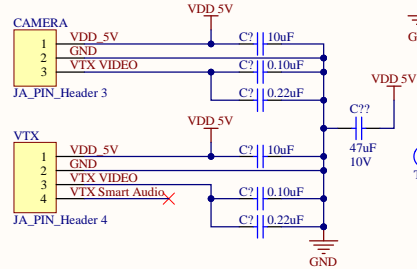 VDD 5V
CAMERA
1 VDD_5V C? 10uF
2 GND
3 VTX VIDEO C? 0.10uF
C? 0.22uF
JA_PIN_Header 3
VDD 5V
C??
47uF
10V
VDD 5V
VTX
1 VDD_5V C? 10uF
2 GND
3 VTX VIDEO
4 VTX Smart Audio C? 0.10uF
C? 0.22uF
JA_PIN_Header 4
GND